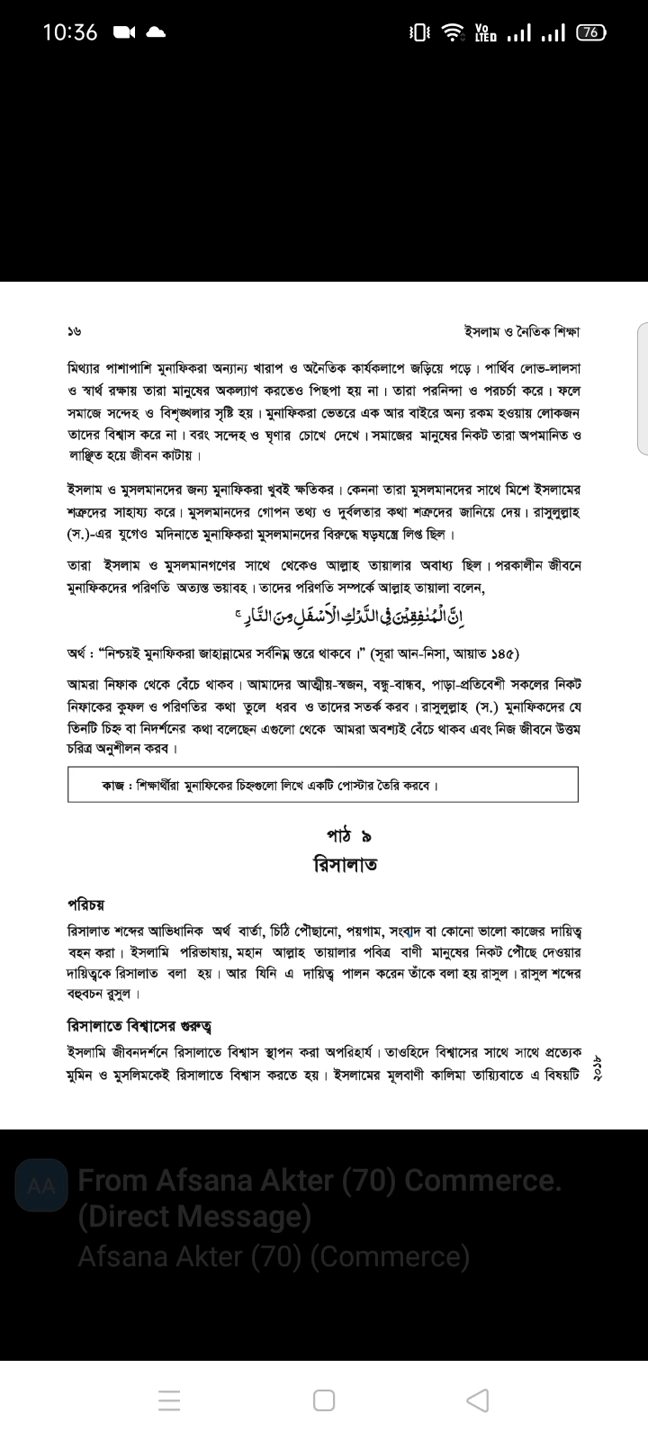 10:36
Vo LTED 76
১৬
ইসলাম ও নৈতিক শিক্ষা
মিথ্যার পাশাপাশি মুনাফিকরা অন্যান্য খারাপ ও অনৈতিক কার্যকলাপে জড়িয়ে পড়ে। পার্থিব লোভ-লালসা
ও স্বার্থ রক্ষায় তারা মানুষের অকল্যাণ করতেও পিছপা হয় না। তারা পরনিন্দা ও পরচর্চা করে। ফলে
সমাজে সন্দেহ ও বিশৃঙ্খলার সৃষ্টি হয়। মুনাফিকরা ভেতরে এক আর বাইরে অন্য রকম হওয়ায় লোকজন
তাদের বিশ্বাস করে না। বরং সন্দেহ ও ঘৃণার চোখে দেখে। সমাজের মানুষের নিকট তারা অপমানিত ও
লাঞ্ছিত হয়ে জীবন কাটায়।
ইসলাম ও মুসলমানদের জন্য মুনাফিকরা খুবই ক্ষতিকর। কেননা তারা মুসলমানদের সাথে মিশে ইসলামের
শত্রুদের সাহায্য করে। মুসলমানদের গোপন তথ্য ও দুর্বলতার কথা শত্রুদের জানিয়ে দেয়। রাসুলুল্লাহ
(স.)-এর যুগেও মদিনাতে মুনাফিকরা মুসলমানদের বিরুদ্ধে ষড়যন্ত্রে লিপ্ত ছিল।
তারা ইসলাম ও মুসলমানগণের সাথে থেকেও আল্লাহ তায়ালার অবাধ্য ছিল। পরকালীন জীবনে
মুনাফিকদের পরিণতি অত্যন্ত ভয়াবহ। তাদের পরিণতি সম্পর্কে আল্লাহ তায়ালা বলেন,
اِنَّ الْمُنٰفِقِيْنَ فِى الدَّرْكِ الْاَسْفَلِ مِنَ النَّارِ ۚ
অর্থ : “নিশ্চয়ই মুনাফিকরা জাহান্নামের সর্বনিম্ন স্তরে থাকবে।” (সূরা আন-নিসা, আয়াত ১৪৫)
আমরা নিফাক থেকে বেঁচে থাকব। আমাদের আত্মীয়-স্বজন, বন্ধু-বান্ধব, পাড়া-প্রতিবেশী সকলের নিকট
নিফাকের কুফল ও পরিণতির কথা তুলে ধরব ও তাদের সতর্ক করব। রাসুলুল্লাহ (স.) মুনাফিকদের যে
তিনটি চিহ্ন বা নিদর্শনের কথা বলেছেন এগুলো থেকে আমরা অবশ্যই বেঁচে থাকব এবং নিজ জীবনে উত্তম
চরিত্র অনুশীলন করব।
কাজ : শিক্ষার্থীরা মুনাফিকের চিহ্নগুলো লিখে একটি পোস্টার তৈরি করবে।
পাঠ ৯
রিসালাত
পরিচয়
রিসালাত শব্দের আভিধানিক অর্থ বার্তা, চিঠি পৌঁছানো, পয়গাম, সংবাদ বা কোনো ভালো কাজের দায়িত্ব
বহন করা। ইসলামি পরিভাষায়, মহান আল্লাহ তায়ালার পবিত্র বাণী মানুষের নিকট পৌঁছে দেওয়ার
দায়িত্বকে রিসালাত বলা হয়। আর যিনি এ দায়িত্ব পালন করেন তাঁকে বলা হয় রাসুল। রাসুল শব্দের
বহুবচন রুসুল।
রিসালাতে বিশ্বাসের গুরুত্ব
ইসলামি জীবনদর্শনে রিসালাতে বিশ্বাস স্থাপন করা অপরিহার্য। তাওহিদে বিশ্বাসের সাথে সাথে প্রত্যেক
মুমিন ও মুসলিমকেই রিসালাতে বিশ্বাস করতে হয়। ইসলামের মূলবাণী কালিমা তায়্যিবাতে এ বিষয়টি
২০১৮
AA
From Afsana Akter (70) Commerce.
(Direct Message)
Afsana Akter (70) (Commerce)